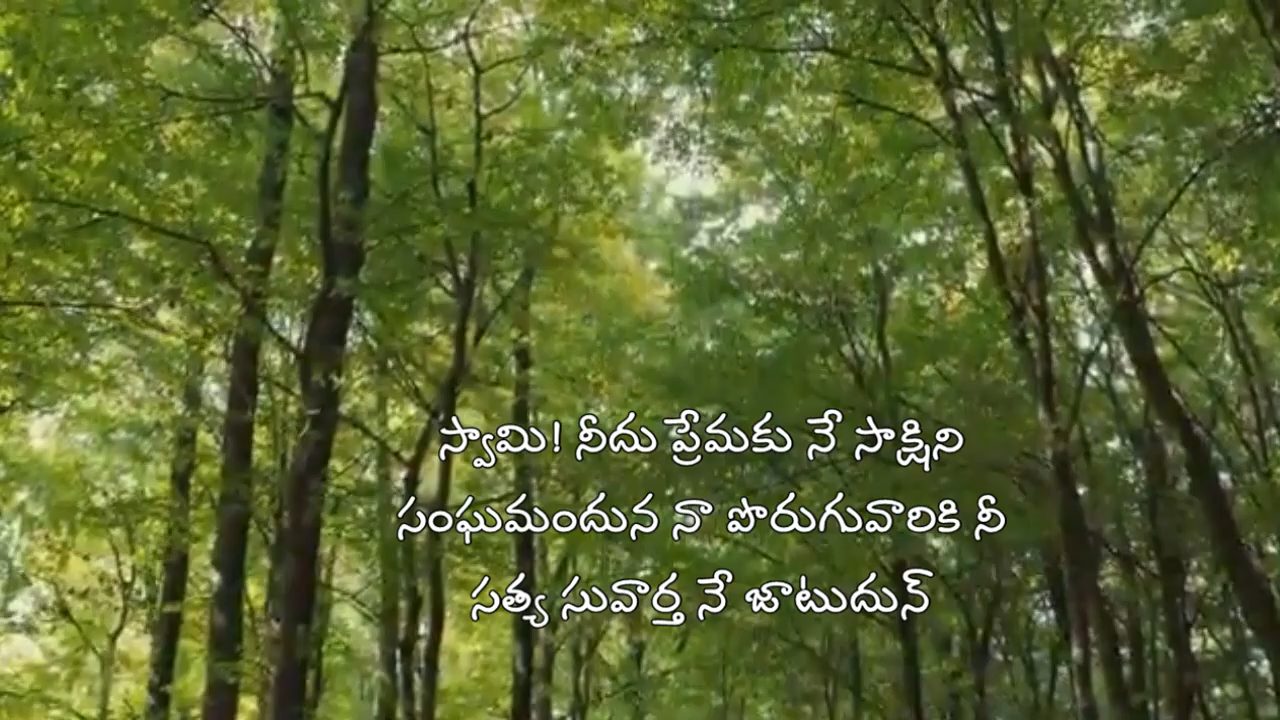 స్వామి! నీదు ప్రేమకు నే సాక్షిని
సంఘమందున నా పొరుగువారికి నీ
సత్య సువార్త నే జాటుదున్